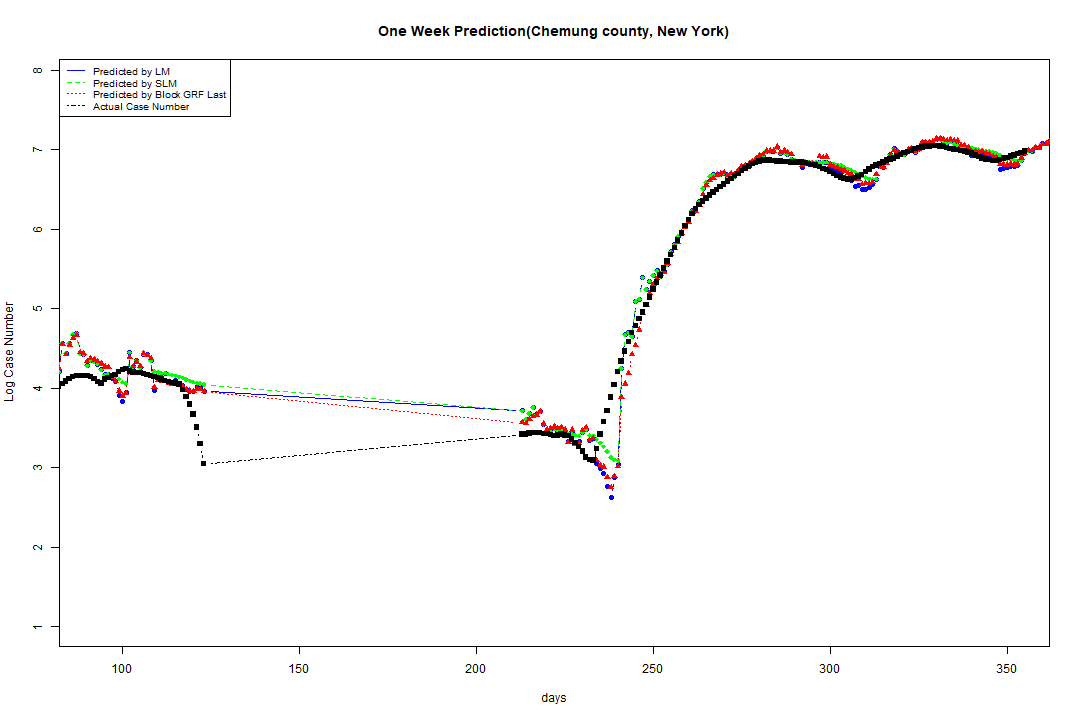 One Week Prediction(Chemung county, New York)
Predicted by LM
Predicted by SLM
Predicted by Block GRF Last
Actual Case Number
8
7
6
5
4
3
2
1
Log Case Number
100 150 200 250 300 350
days